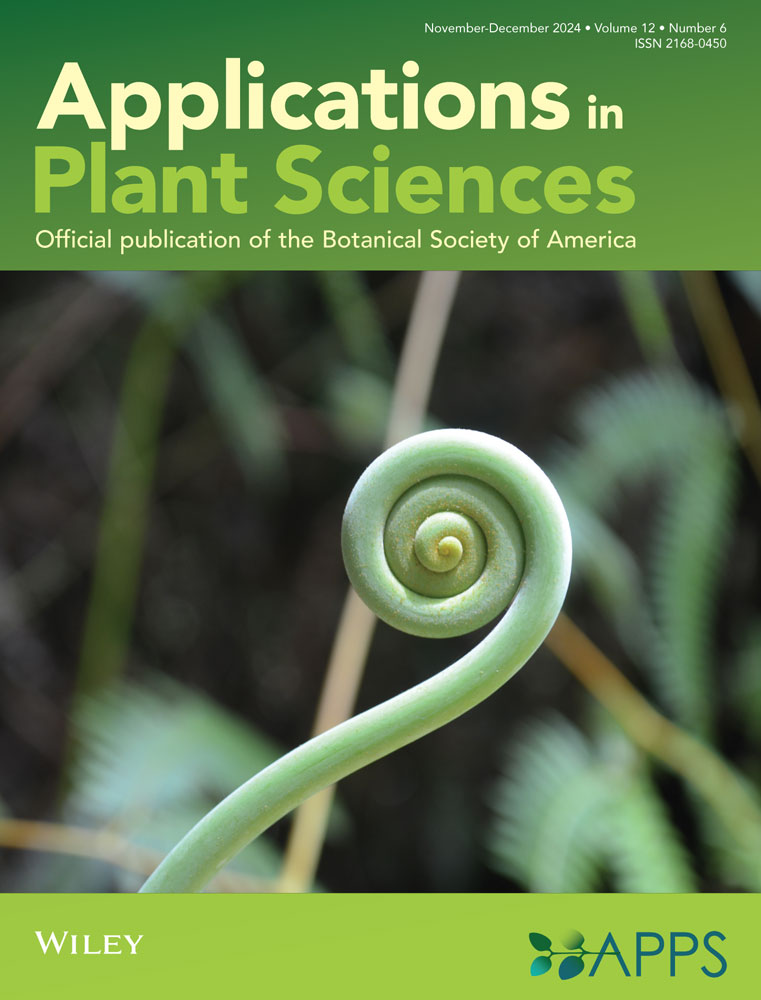 November-December 2024 • Volume 12 • Number 6
ISSN 2168-0450
Applications in
Plant Sciences
Official publication of the Botanical Society of America
WILEY
APPS